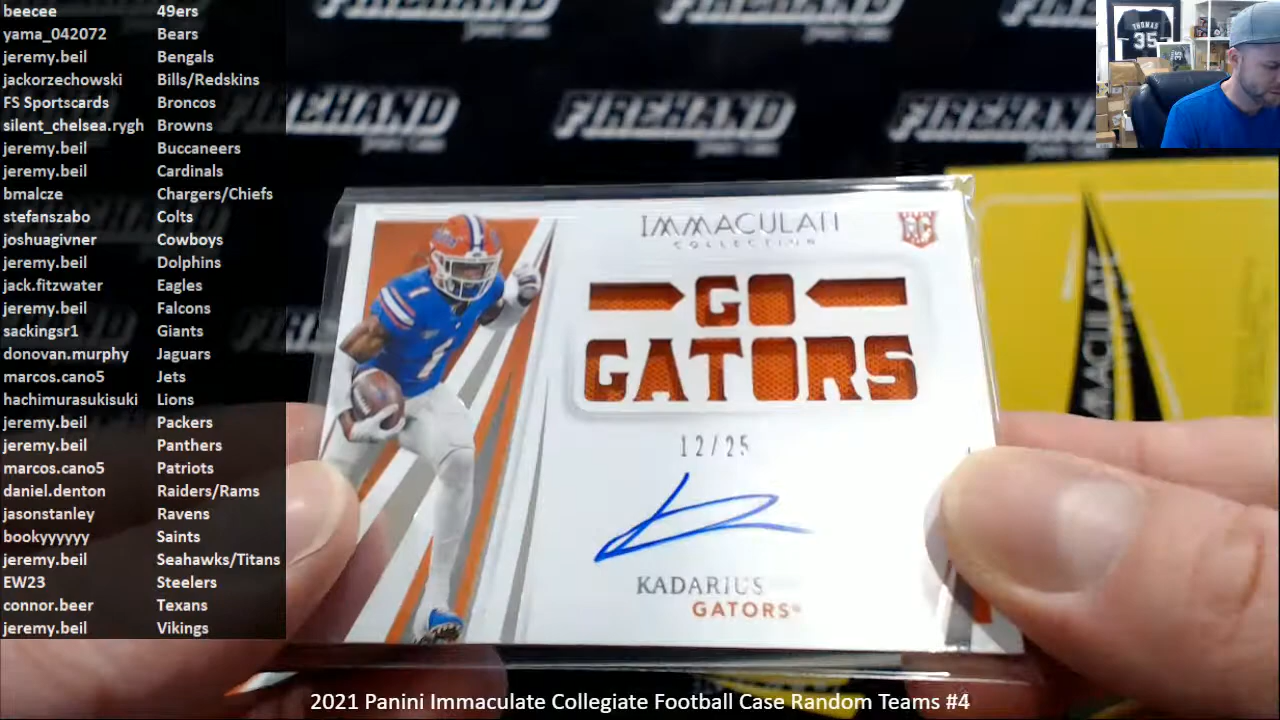 beecee 49ers
yama_042072 Bears
jeremy.beil Bengals
jackorzechowski Bills/Redskins
FS Sportscards Broncos
silent_chelsea.rygh Browns
jeremy.beil Buccaneers
jeremy.beil Cardinals
bmalcze Chargers/Chiefs
stefanszabo Colts
joshuagivner Cowboys
jeremy.beil Dolphins
jack.fitzwater Eagles
jeremy.beil Falcons
sackingsr1 Giants
donovan.murphy Jaguars
marcos.cano5 Jets
hachimurasukisuki Lions
jeremy.beil Packers
jeremy.beil Panthers
marcos.cano5 Patriots
daniel.denton Raiders/Rams
jasonstanley Ravens
bookyyyyyy Saints
jeremy.beil Seahawks/Titans
EW23 Steelers
connor.beer Texans
jeremy.beil Vikings
THOMAS
35
FIREHAND
FIREHAND
FIREHAND
IMMACULATE
COLLECTION
RC
GO
GATORS
12/25
KADARIUS
GATORS
1
1
IMMACULATE
2021 Panini Immaculate Collegiate Football Case Random Teams #4